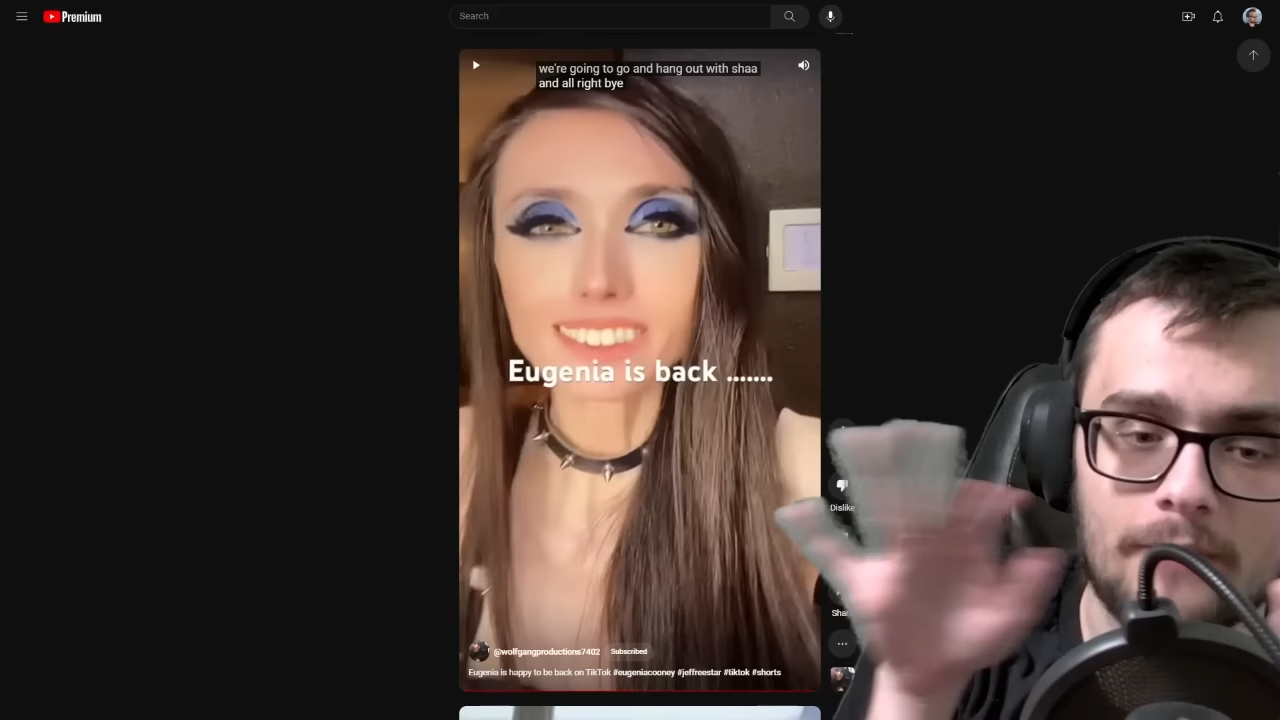 Premium
Search
we're going to go and hang out with shaa
and all right bye
Eugenia is back .......
Dislike
@wolfgangproductions7402 Subscribed
Eugenia is happy to be back on TikTok #eugeniacooney #jeffreestar #tiktok #shorts